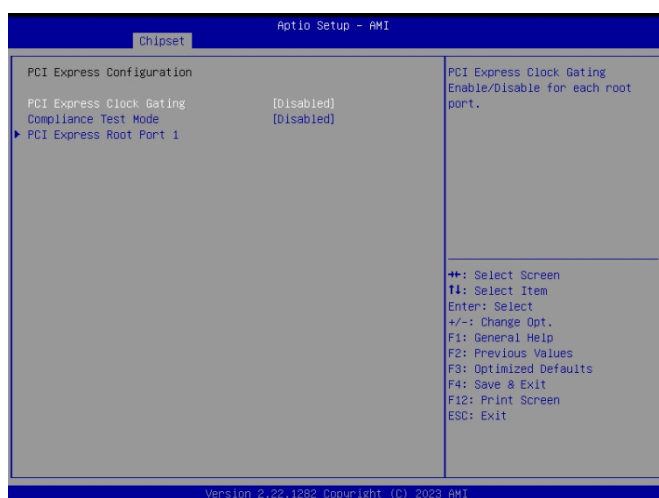 Aptio Setup – AMI
Chipset
PCI Express Configuration
PCI Express Clock Gating [Disabled]
Compliance Test Mode [Disabled]
PCI Express Root Port 1
PCI Express Clock Gating
Enable/Disable for each root
port.
→←: Select Screen
↑↓: Select Item
Enter: Select
+/-: Change Opt.
F1: General Help
F2: Previous Values
F3: Optimized Defaults
F4: Save & Exit
F12: Print Screen
ESC: Exit
Version 2.22.1282 Copyright (C) 2023 AMI